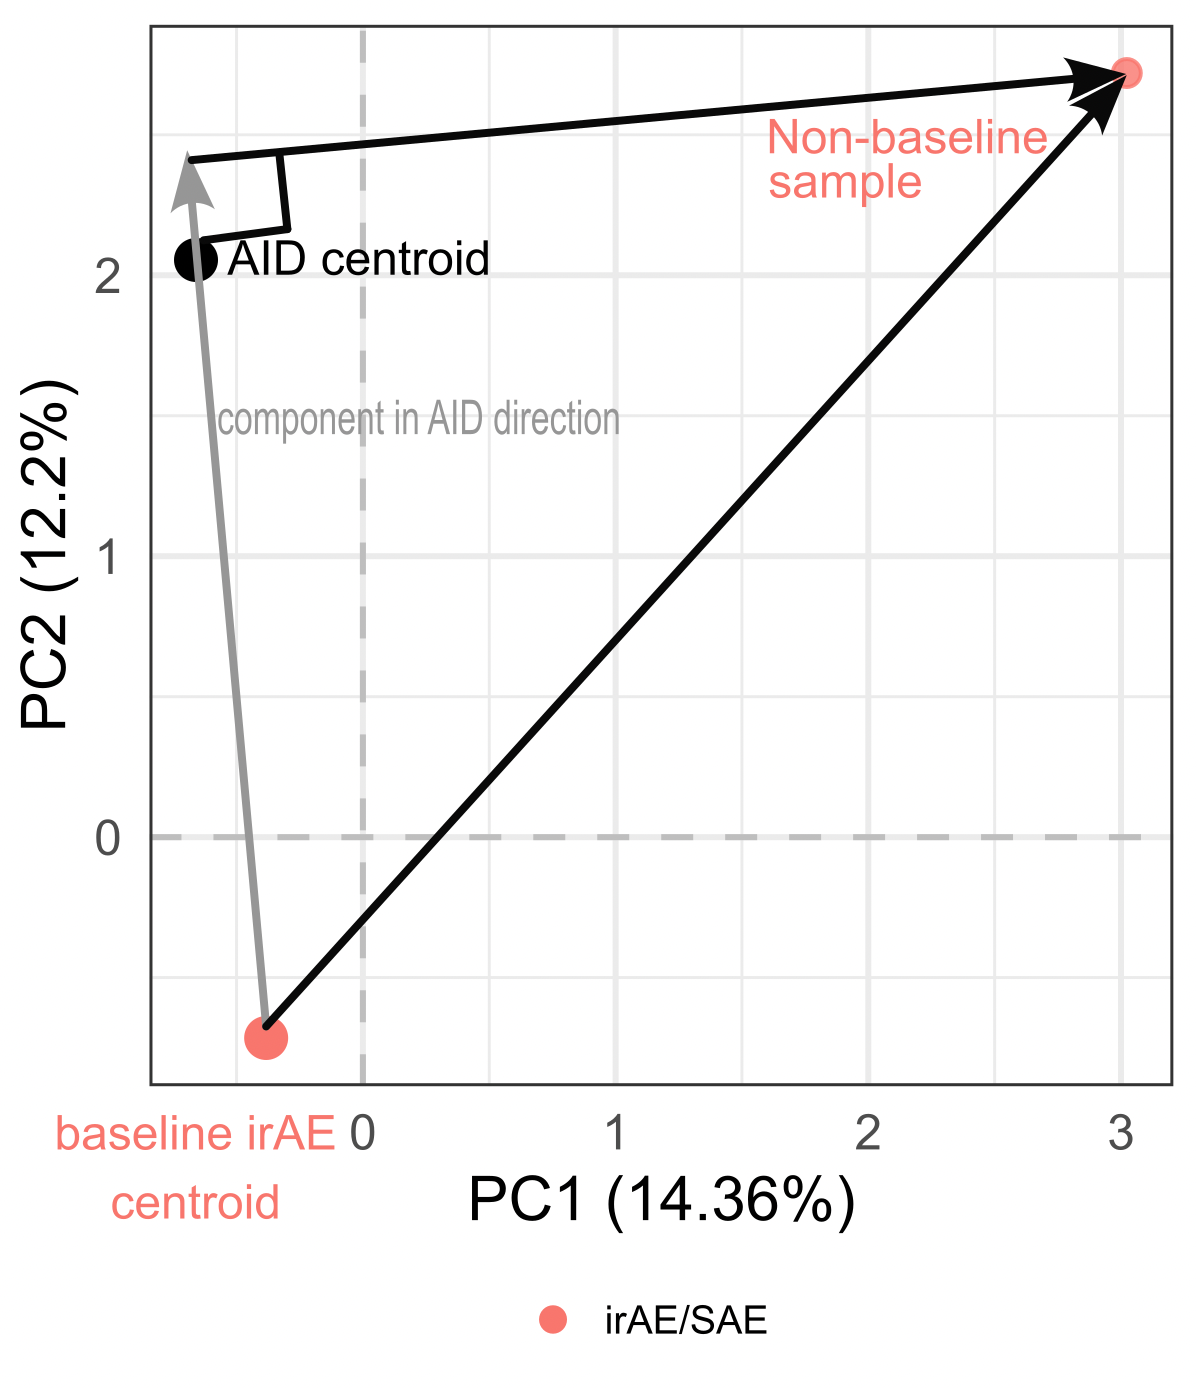 Non-baseline
sample
AID centroid
2
component in AID direction
PC2 (12.2%)
1
0
baseline irAE
centroid
0
1
2
3
PC1 (14.36%)
irAE/SAE